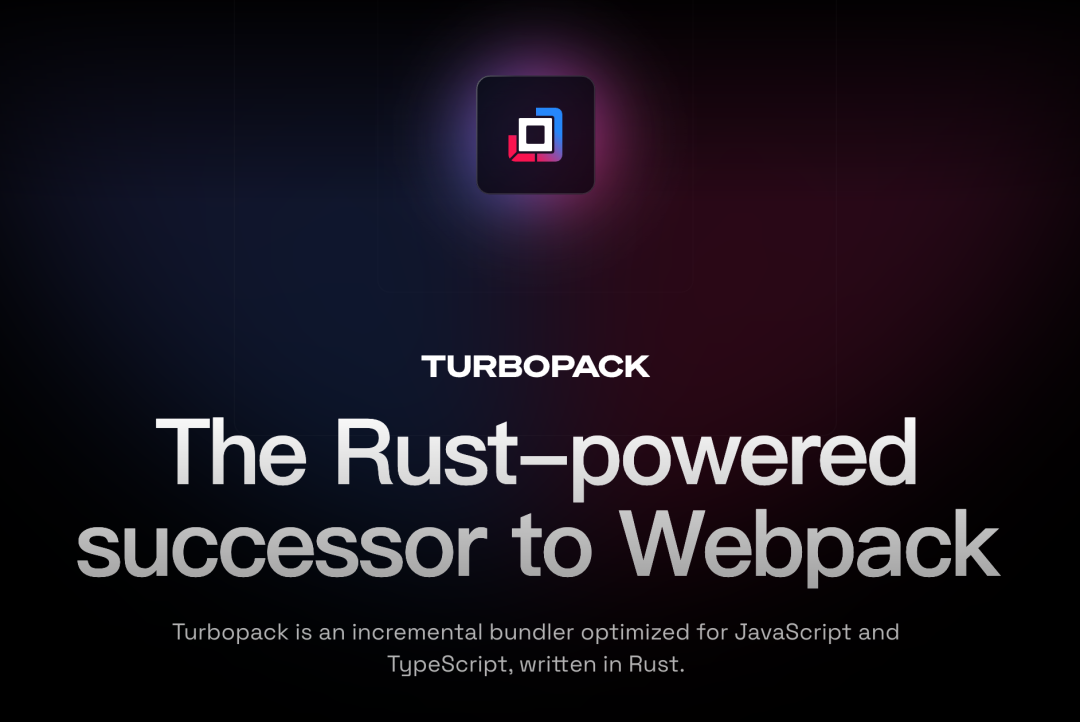 TURBOPACK
The Rust–powered
successor to Webpack
Turbopack is an incremental bundler optimized for JavaScript and
TypeScript, written in Rust.